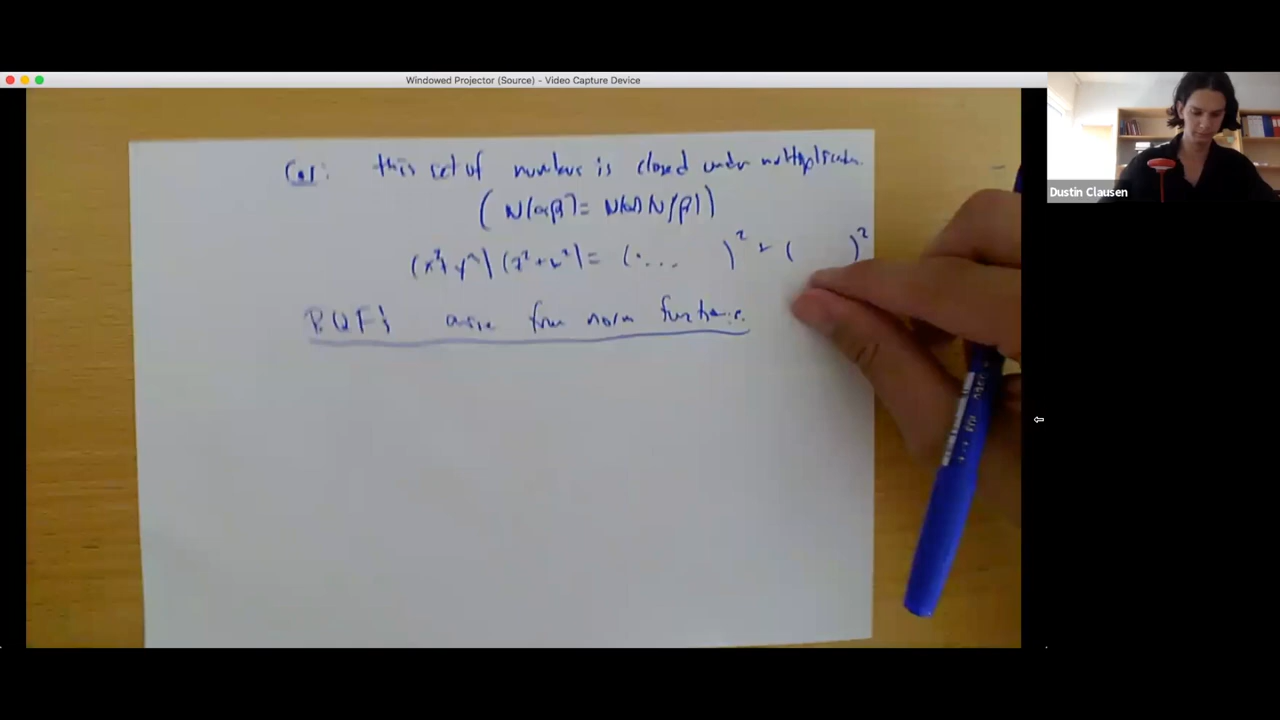 Windowed Projector (Source) - Video Capture Device
Cor: this set of numbers is closed under multiplication.
(N(αβ) = N(α) N(β))
(x²+y²)(z²+w²) = (.... )² + ( )²
Dustin Clausen
arise from norm functions.